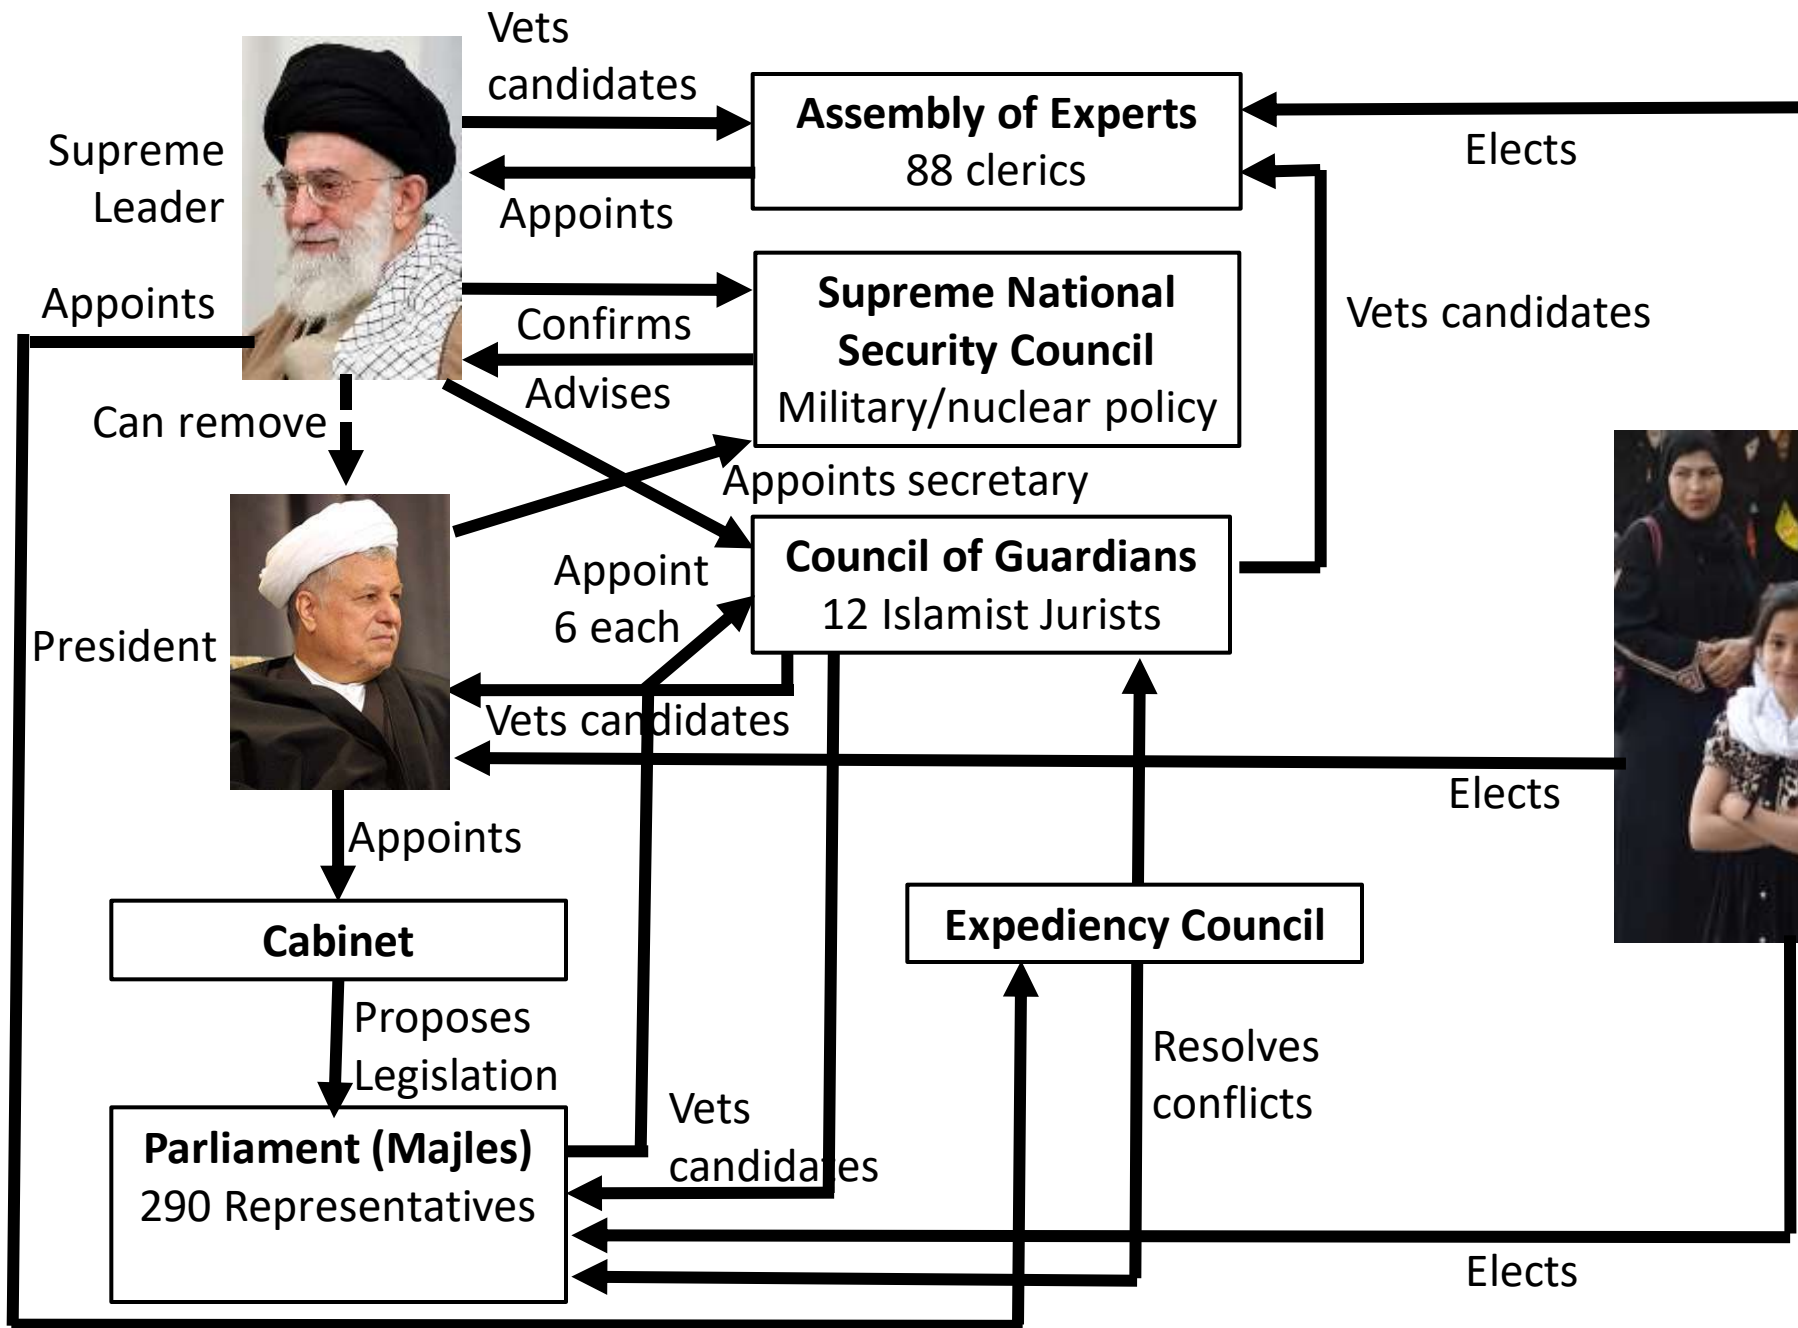 Vets
candidates
Supreme
Leader
Assembly of Experts
88 clerics
Elects
Appoints
Appoints
Supreme National
Security Council
Military/nuclear policy
Confirms
Advises
Vets candidates
Can remove
Appoints secretary
Council of Guardians
12 Islamist Jurists
Appoint
6 each
President
Vets candidates
Elects
Appoints
Cabinet
Expediency Council
Proposes
Legislation
Resolves
conflicts
Vets
candidates
Parliament (Majles)
290 Representatives
Elects